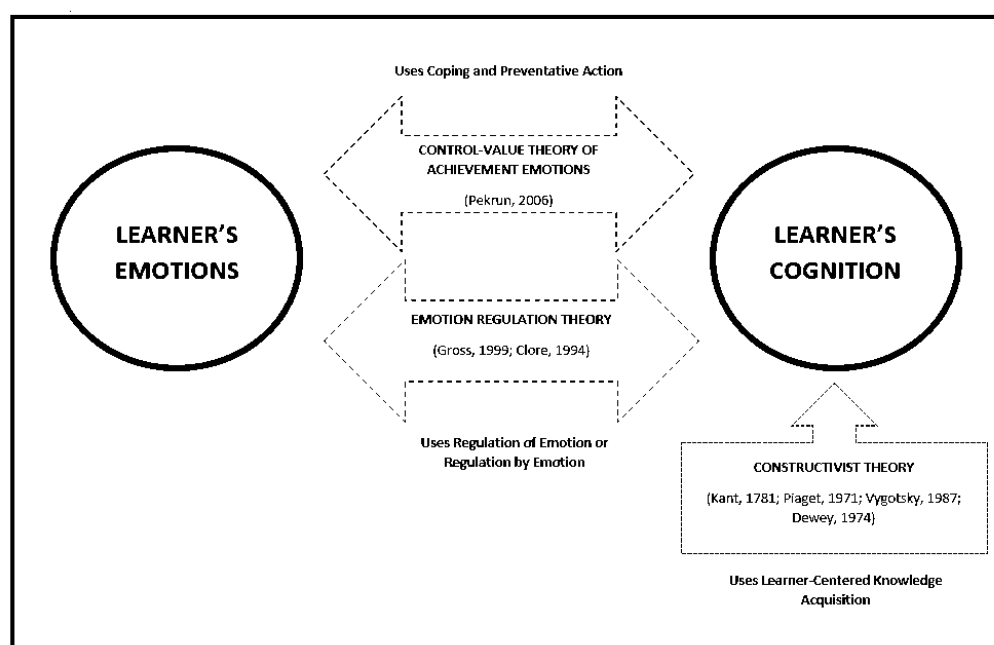 Uses Coping and Preventative Action
CONTROL-VALUE THEORY OF
ACHIEVEMENT EMOTIONS
(Pekrun, 2006)
LEARNER'S
EMOTIONS
LEARNER'S
COGNITION
EMOTION REGULATION THEORY
(Gross, 1999; Clore, 1994)
Uses Regulation of Emotion or
Regulation by Emotion
CONSTRUCTIVIST THEORY
(Kant, 1781; Piaget, 1971; Vygotsky, 1987;
Dewey, 1974)
Uses Learner-Centered Knowledge
Acquisition